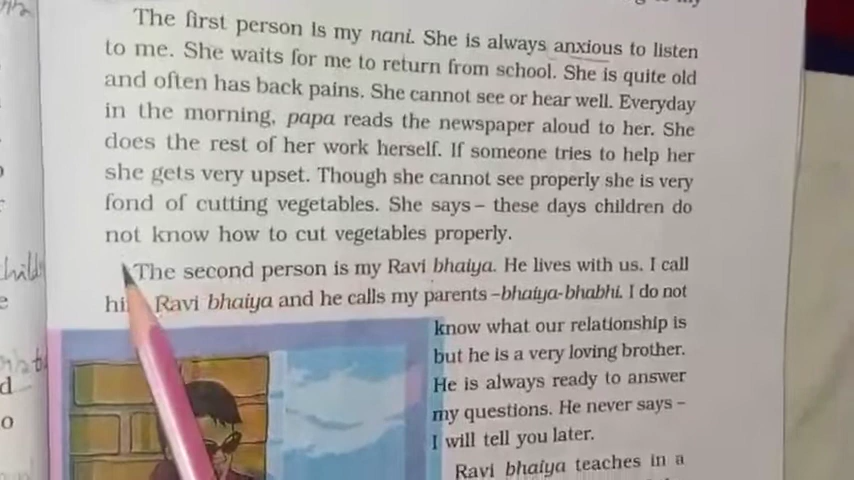 The first person is my nani. She is always anxious to listen
to me. She waits for me to return from school. She is quite old
and often has back pains. She cannot see or hear well. Everyday
in the morning, papa reads the newspaper aloud to her. She
does the rest of her work herself. If someone tries to help her
she gets very upset. Though she cannot see properly she is very
fond of cutting vegetables. She says – these days children do
not know how to cut vegetables properly.
The second person is my Ravi bhaiya. He lives with us. I call
Ravi bhaiya and he calls my parents –bhaiya-bhabhi. I do not
know what our relationship is
but he is a very loving brother.
He is always ready to answer
my questions. He never says –
I will tell you later.
Ravi bhaiya teaches in a